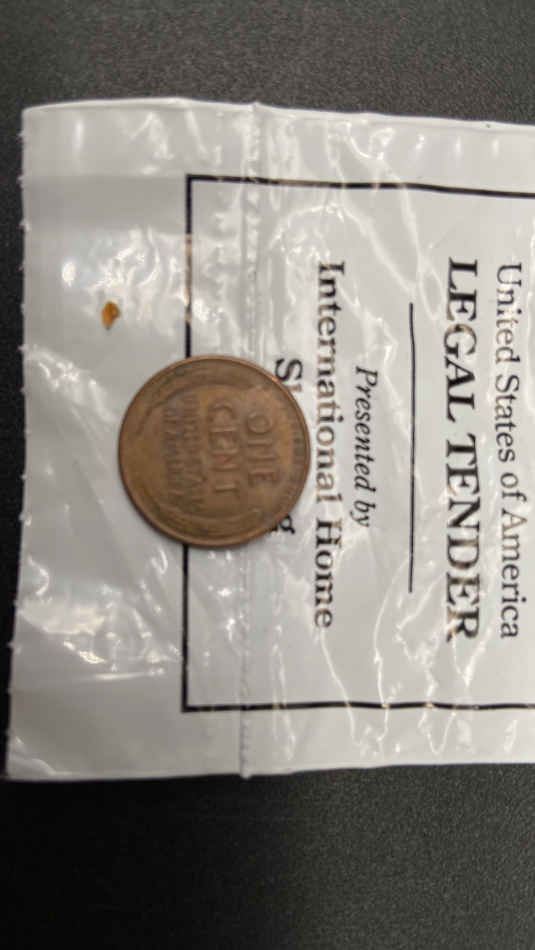 United States of America
LEGAL TENDER
Presented by
International Home
ONE
CENT
UNITED STATES
OF AMERICA